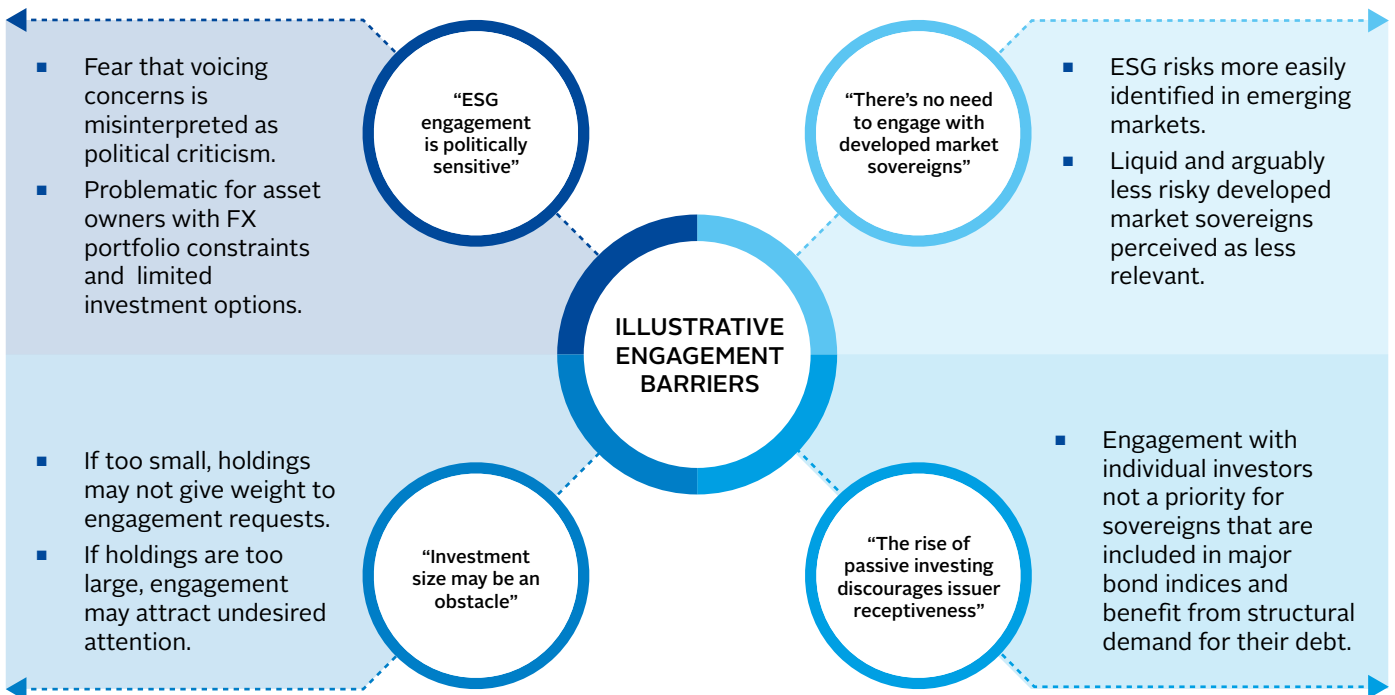 ■ Fear that voicing
concerns is
misinterpreted as
political criticism.
■ Problematic for asset
owners with FX
portfolio constraints
and limited
investment options.
“ESG
engagement
is politically
sensitive”
“There’s no need
to engage with
developed market
sovereigns”
■ ESG risks more easily
identified in emerging
markets.
■ Liquid and arguably
less risky developed
market sovereigns
perceived as less
relevant.
ILLUSTRATIVE
ENGAGEMENT
BARRIERS
■ If too small, holdings
may not give weight to
engagement requests.
■ If holdings are too
large, engagement
may attract undesired
attention.
“Investment
size may be an
obstacle”
“The rise of
passive investing
discourages issuer
receptiveness”
■ Engagement with
individual investors
not a priority for
sovereigns that are
included in major
bond indices and
benefit from structural
demand for their debt.